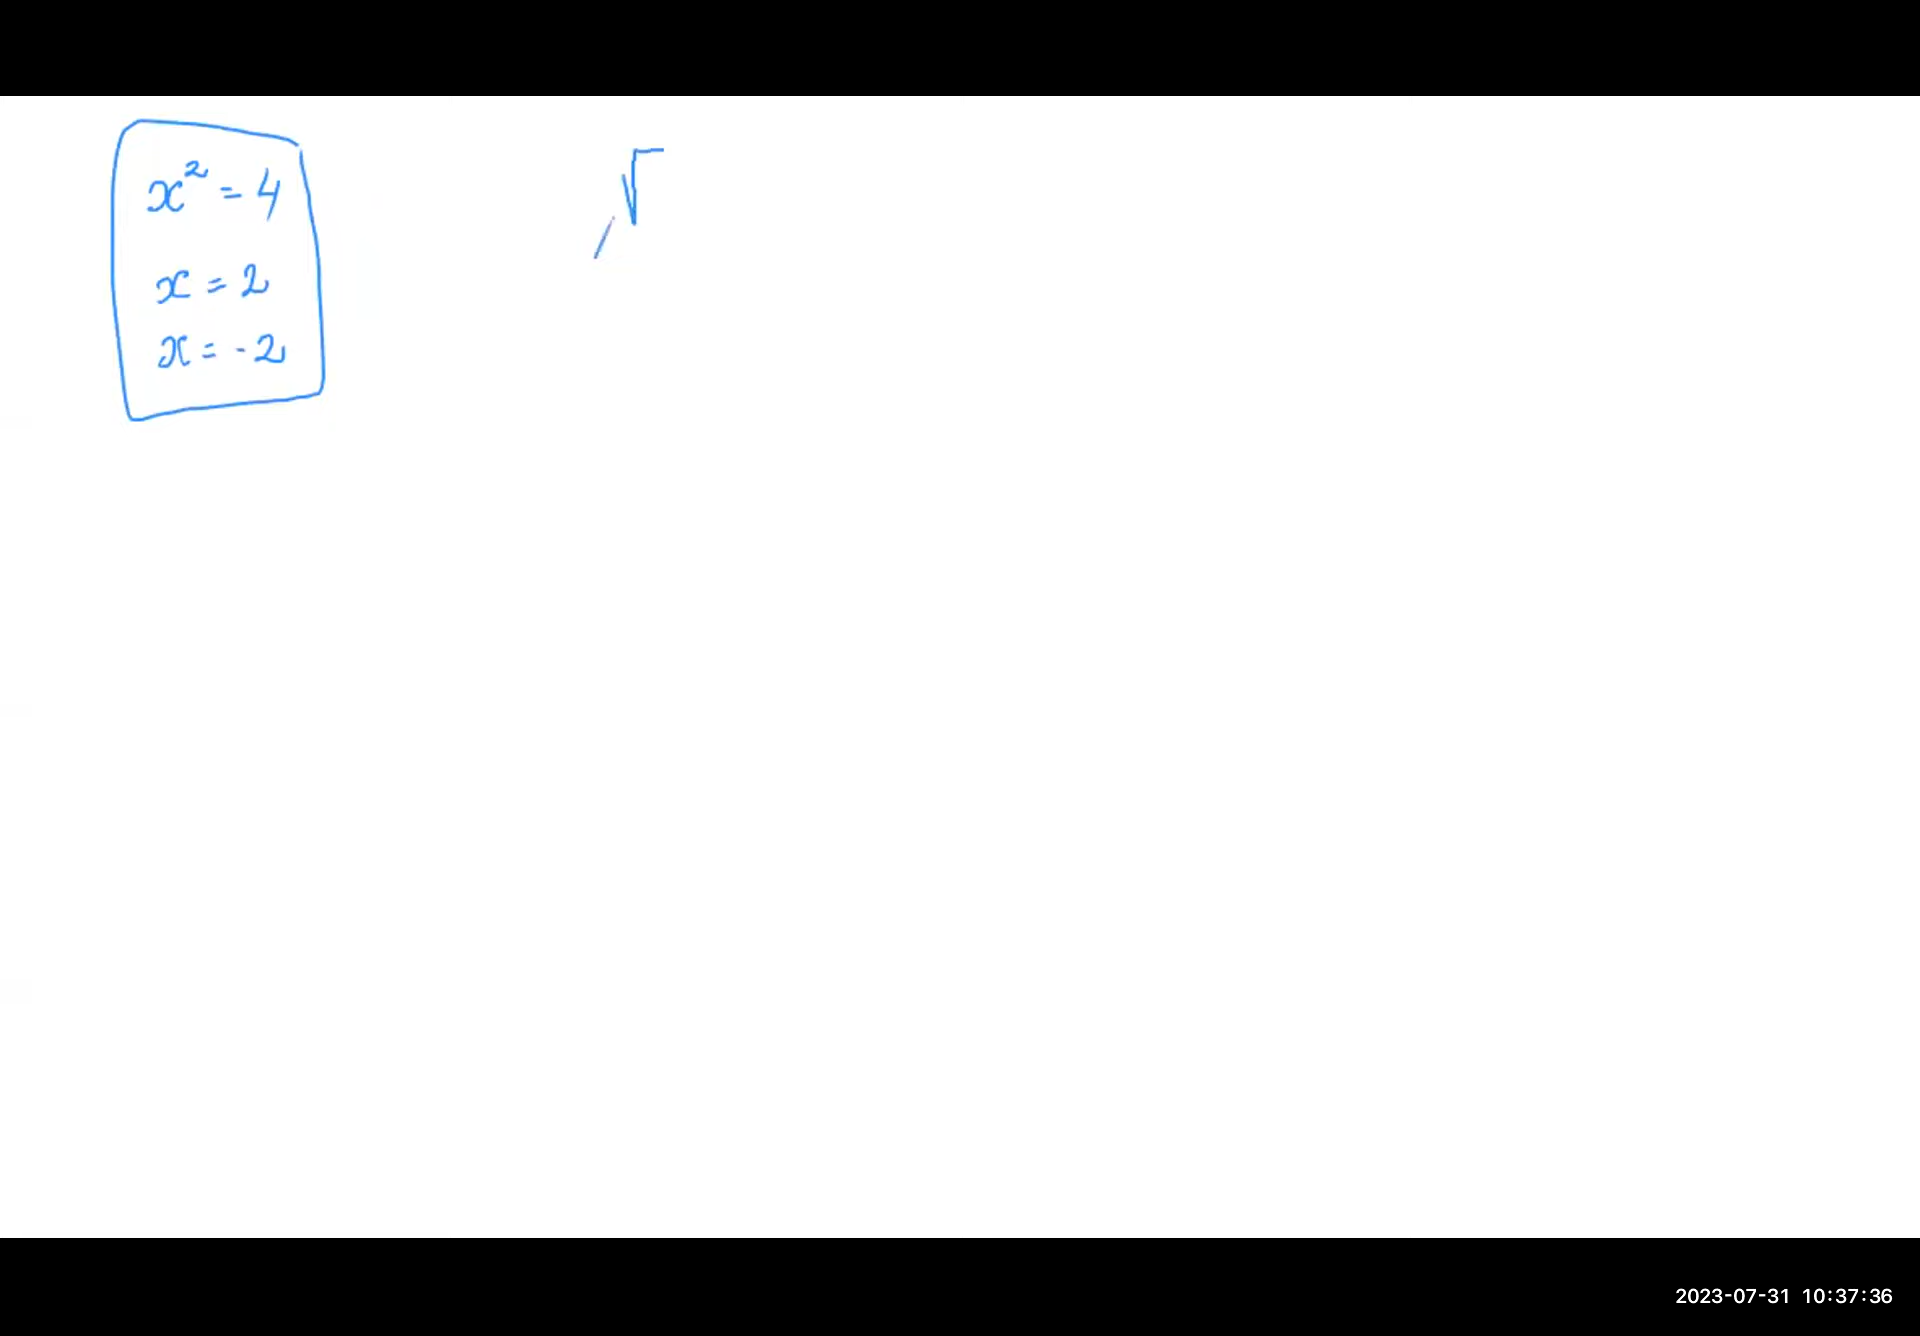 x² = 4
x = 2
x = -2
√
2023-07-31 10:37:36